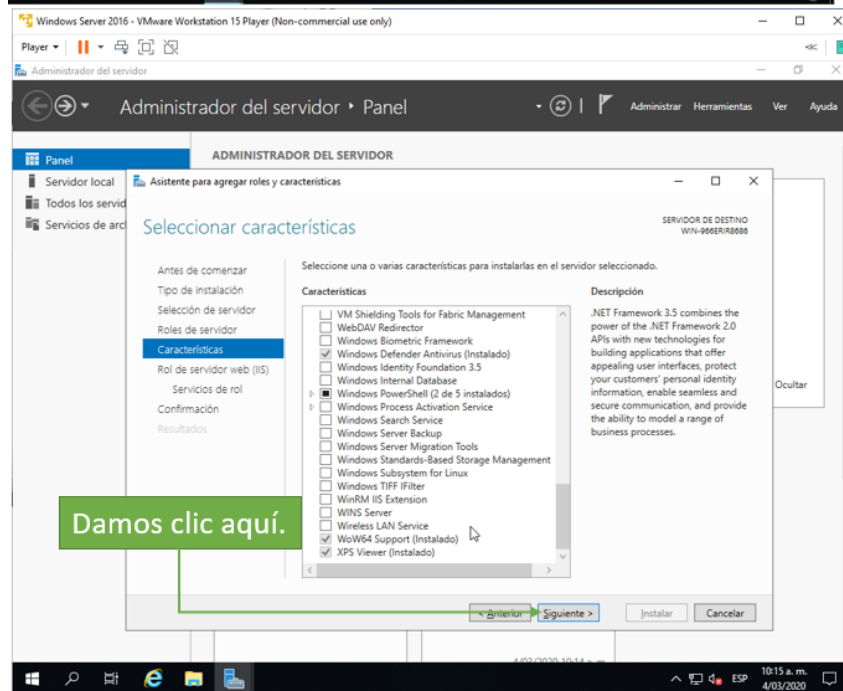 Windows Server 2016 - VMware Workstation 15 Player (Non-commercial use only)
Player
Administrador del servidor
Administrador del servidor • Panel
Administrar Herramientas Ver Ayuda
Panel
Servidor local
Todos los servid
Servicios de arc
ADMINISTRADOR DEL SERVIDOR
Asistente para agregar roles y características
Seleccionar características
SERVIDOR DE DESTINO
WIN-966ERIR8686
Antes de comenzar
Tipo de instalación
Selección de servidor
Roles de servidor
Características
Rol de servidor web (IIS)
Servicios de rol
Confirmación
Resultados
Seleccione una o varias características para instalarlas en el servidor seleccionado.
Características
VM Shielding Tools for Fabric Management
WebDAV Redirector
Windows Biometric Framework
Windows Defender Antivirus (Instalado)
Windows Identity Foundation 3.5
Windows Internal Database
Windows PowerShell (2 de 5 instalados)
Windows Process Activation Service
Windows Search Service
Windows Server Backup
Windows Server Migration Tools
Windows Standards-Based Storage Management
Windows Subsystem for Linux
Windows TIFF IFilter
WinRM IIS Extension
WINS Server
Wireless LAN Service
WoW64 Support (Instalado)
XPS Viewer (Instalado)
Descripción
.NET Framework 3.5 combines the
power of the .NET Framework 2.0
APIs with new technologies for
building applications that offer
appealing user interfaces, protect
your customers' personal identity
information, enable seamless and
secure communication, and provide
the ability to model a range of
business processes.
Ocultar
Damos clic aquí.
< Anterior Siguiente > Instalar Cancelar
4/03/2020 10:14 a. m.
ESP
10:15 a. m.
4/03/2020